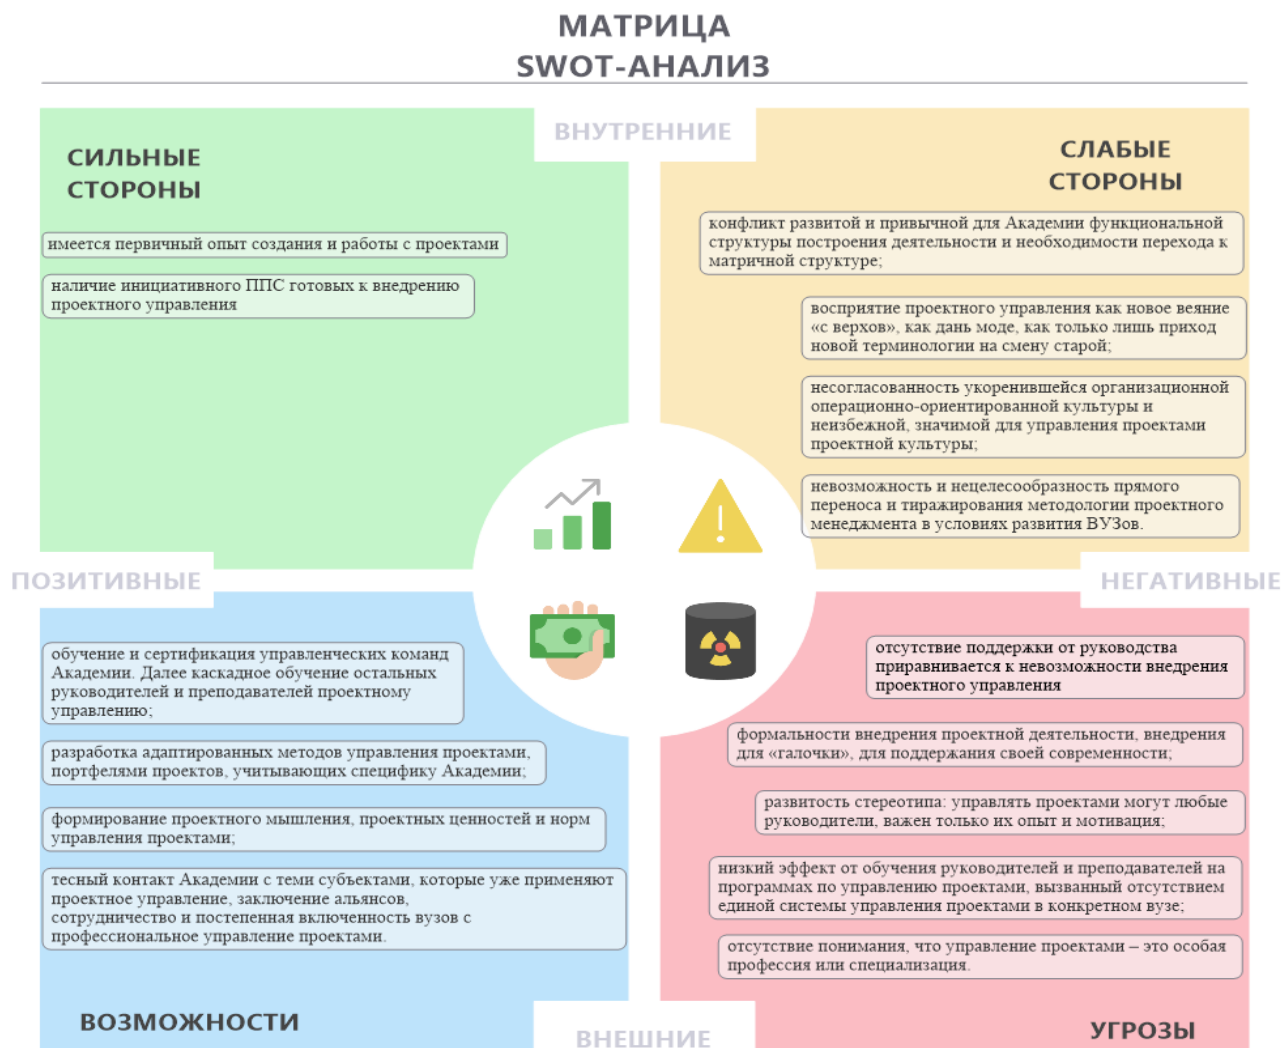 МАТРИЦА
SWOT-АНАЛИЗ
ВНУТРЕННИЕ
СИЛЬНЫЕ
СТОРОНЫ
имеется первичный опыт создания и работы с проектами
наличие инициативного ППС готовых к внедрению
проектного управления
СЛАБЫЕ
СТОРОНЫ
конфликт развитой и привычной для Академии функциональной
структуры построения деятельности и необходимости перехода к
матричной структуре;
восприятие проектного управления как новое веяние
«с верхов», как дань моде, как только лишь приход
новой терминологии на смену старой;
несогласованность укоренившейся организационной
операционно-ориентированной культуры и
неизбежной, значимой для управления проектами
проектной культуры;
невозможность и нецелесообразность прямого
переноса и тиражирования методологии проектного
менеджмента в условиях развития ВУЗов.
ПОЗИТИВНЫЕ
НЕГАТИВНЫЕ
обучение и сертификация управленческих команд
Академии. Далее каскадное обучение остальных
руководителей и преподавателей проектному
управлению;
разработка адаптированных методов управления проектами,
портфелями проектов, учитывающих специфику Академии;
формирование проектного мышления, проектных ценностей и норм
управления проектами;
тесный контакт Академии с теми субъектами, которые уже применяют
проектное управление, заключение альянсов,
сотрудничество и постепенная включенность вузов с
профессиональное управление проектами.
ВОЗМОЖНОСТИ
отсутствие поддержки от руководства
приравнивается к невозможности внедрения
проектного управления
формальности внедрения проектной деятельности, внедрения
для «галочки», для поддержания своей современности;
развитость стереотипа: управлять проектами могут любые
руководители, важен только их опыт и мотивация;
низкий эффект от обучения руководителей и преподавателей на
программах по управлению проектами, вызванный отсутствием
единой системы управления проектами в конкретном вузе;
отсутствие понимания, что управление проектами – это особая
профессия или специализация.
УГРОЗЫ
ВНЕШНИЕ